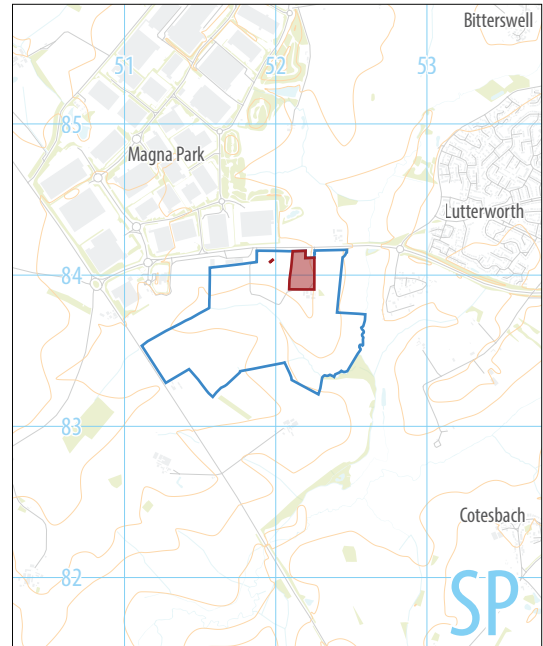 Bitterswell
51
52
53
85
Magna Park
Lutterworth
84
83
Cotesbach
82
SP